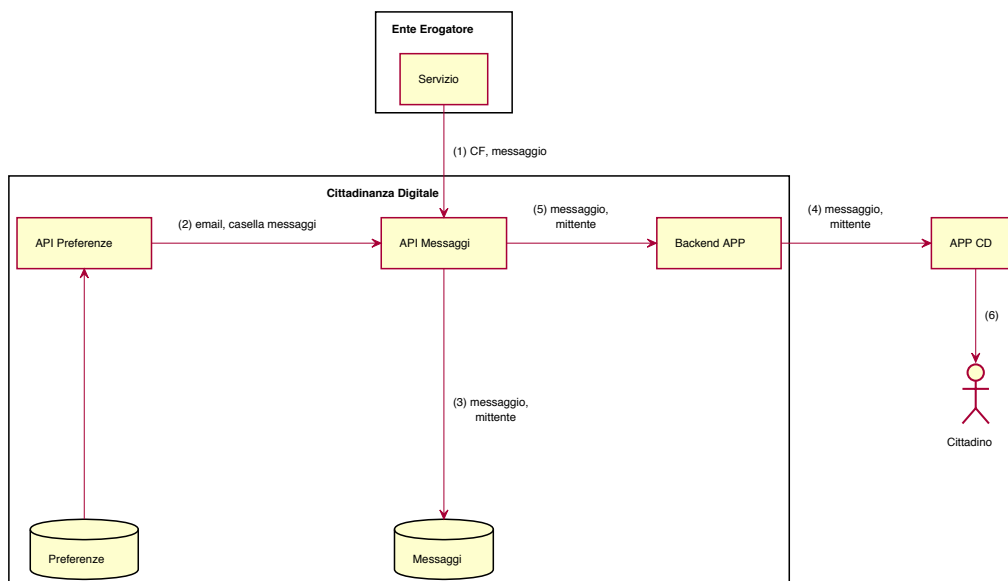 Ente Erogatore
Servizio
(1) CF, messaggio
Cittadinanza Digitale
API Preferenze
(2) email, casella messaggi
API Messaggi
(5) messaggio,
mittente
Backend APP
(4) messaggio,
mittente
APP CD
(6)
(3) messaggio,
mittente
Cittadino
Preferenze
Messaggi